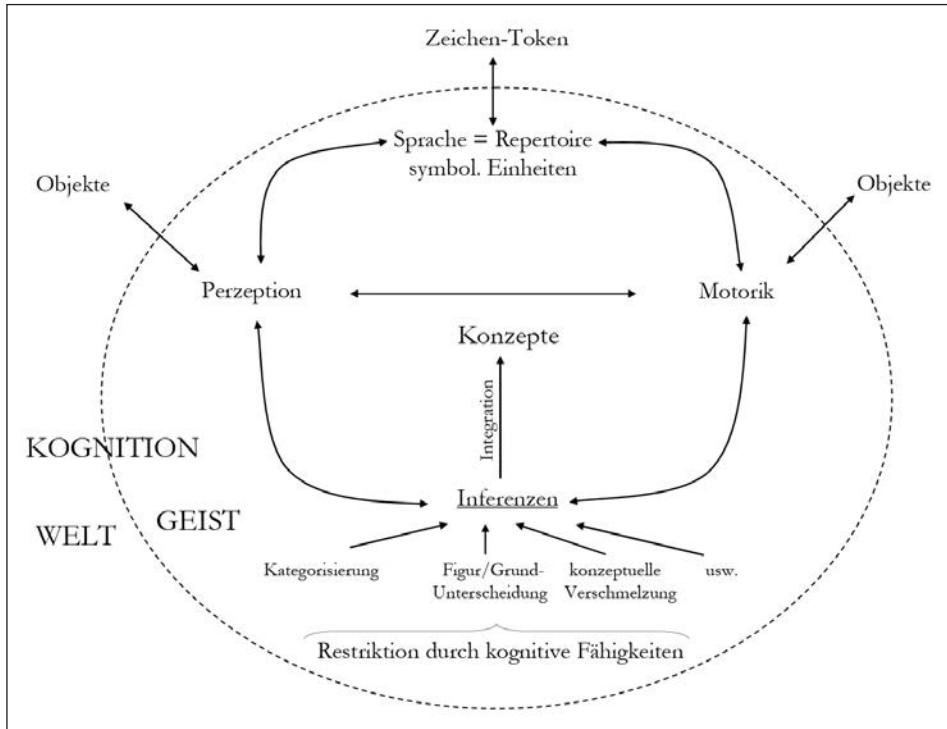 Zeichen-Token
Sprache = Repertoire
symbol. Einheiten
Objekte
Objekte
Perzeption
Motorik
Konzepte
Integration
KOGNITION
Inferenzen
WELT
GEIST
Kategorisierung
Figur/Grund-
Unterscheidung
konzeptuelle
Verschmelzung
usw.
Restriktion durch kognitive Fähigkeiten